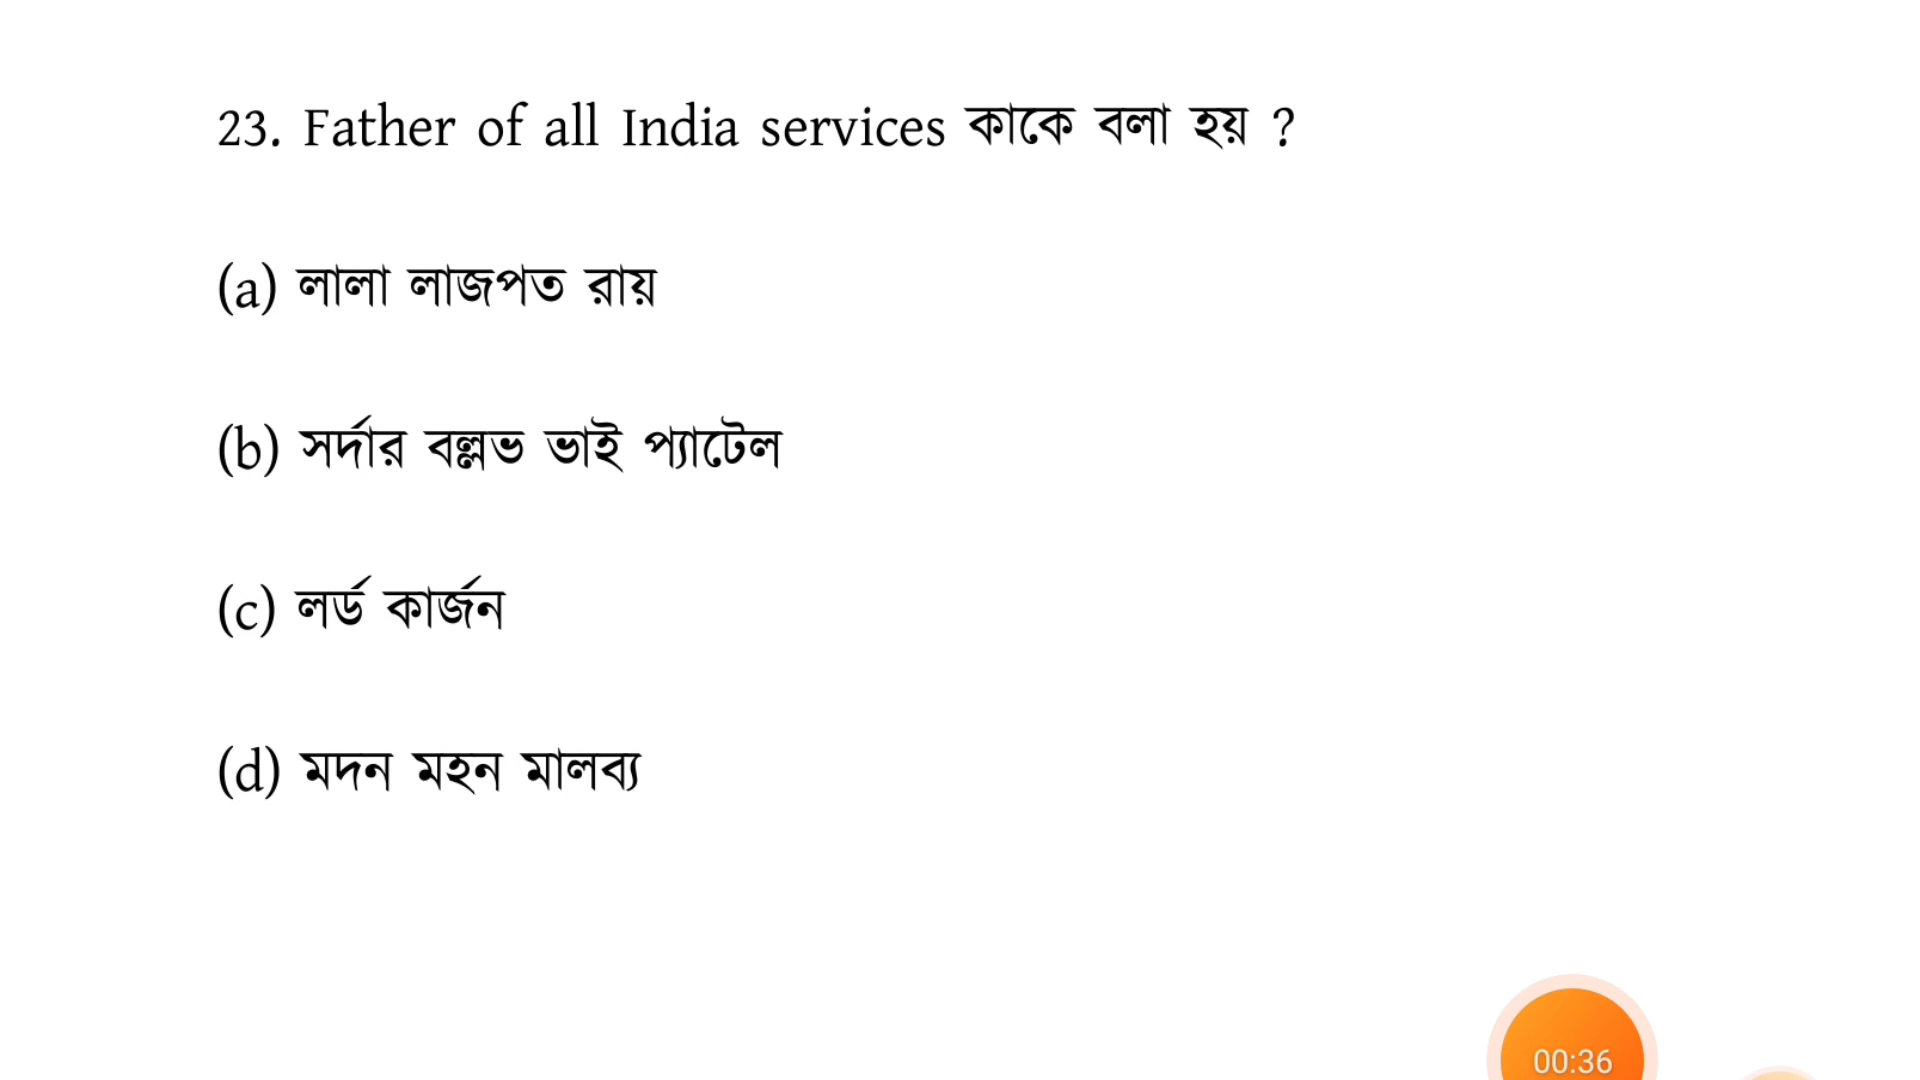 23. Father of all India services কাকে বলা হয় ?
(a) লালা লাজপত রায়
(b) সর্দার বল্লভ ভাই প্যাটেল
(c) লর্ড কার্জন
(d) মদন মহন মালব্য
00:36